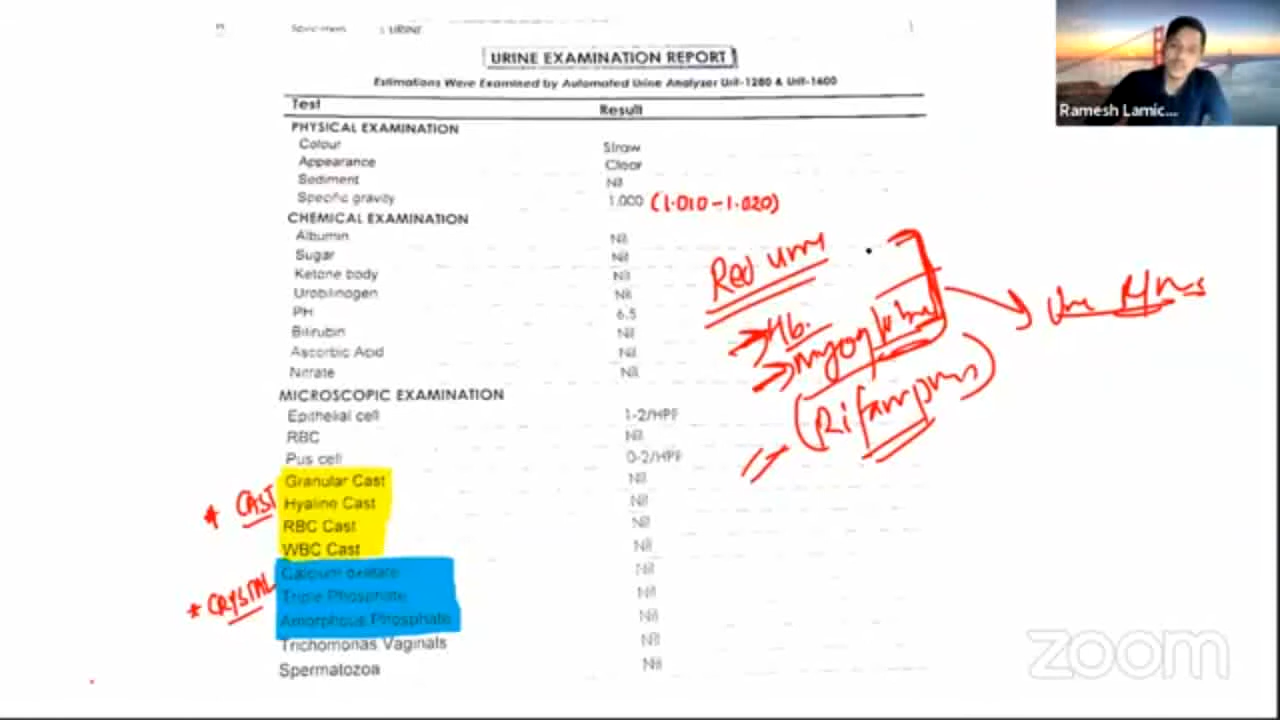 Specimen : URINE
URINE EXAMINATION REPORT
Estimations Were Examined by Automated Urine Analyzer Urit-1280 & Urit-1600
Test Result
PHYSICAL EXAMINATION
Colour Straw
Appearance Clear
Sediment Nil
Specific gravity 1.000 (1.010-1.020)
CHEMICAL EXAMINATION
Albumin Nil
Sugar Nil
Ketone body Nil
Urobilinogen Nil
PH 6.5
Bilirubin Nil
Ascorbic Acid Nil
Nitrate Nil
MICROSCOPIC EXAMINATION
Epithelial cell 1-2/HPF
RBC Nil
Pus cell 0-2/HPF
Granular Cast Nil
Hyaline Cast Nil
RBC Cast Nil
WBC Cast Nil
Calcium oxalate Nil
Triple Phosphate Nil
Amorphous Phosphate Nil
Trichomonas Vaginals Nil
Spermatozoa Nil
* CAST
* CRYSTAL
Red urine
→ Hb.
→ myoglobin
(Rifampin)
Ramesh Lamic...
zoom